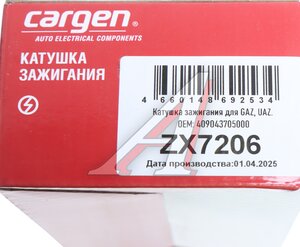 cargen
AUTO ELECTRICAL COMPONENTS
КАТУШКА
ЗАЖИГАНИЯ
4 660148 692534
Катушка зажигания для GAZ, UAZ.
OEM: 409043705000
ZX7206
Дата производства:01.04.2025